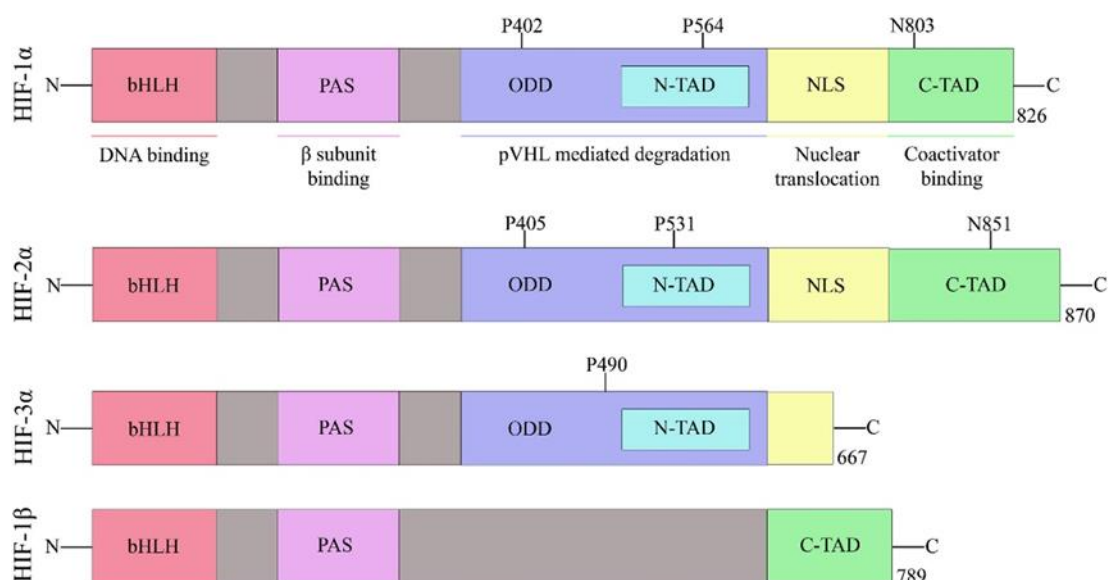 HIF-1α
P402 P564 N803
N bHLH PAS ODD N-TAD NLS C-TAD C
826
DNA binding
β subunit
binding
pVHL mediated degradation
Nuclear
translocation
Coactivator
binding
HIF-2α
P405 P531 N851
N bHLH PAS ODD N-TAD NLS C-TAD C
870
HIF-3α
P490
N bHLH PAS ODD N-TAD C
667
HIF-1β
N bHLH PAS C-TAD C
789